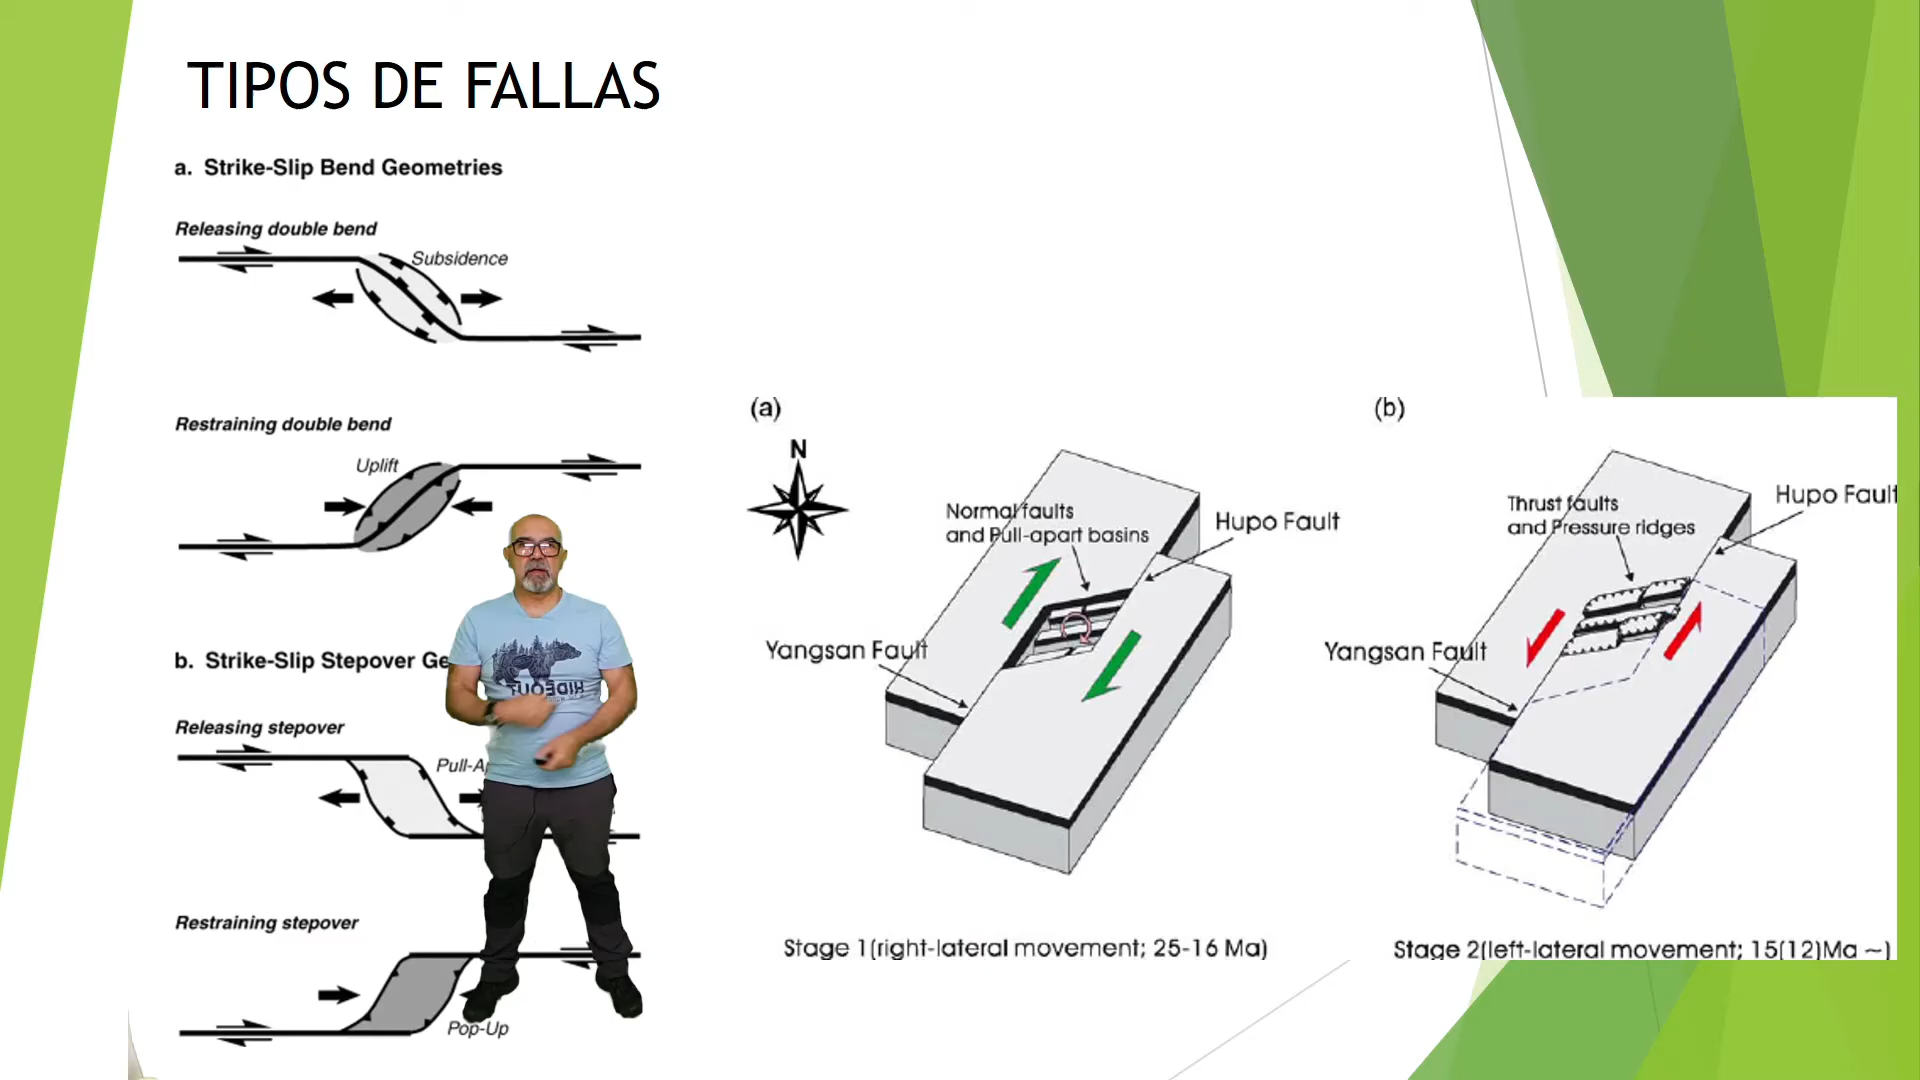 TIPOS DE FALLAS
a. Strike-Slip Bend Geometries
Releasing double bend
Subsidence
Restraining double bend
Uplift
b. Strike-Slip Stepover Ge
Releasing stepover
Pull-A
Restraining stepover
Pop-Up
HIDEOUT
(a)
N
Normal faults
and Pull-apart basins
Hupo Fault
Yangsan Fault
Stage 1(right-lateral movement; 25-16 Ma)
(b)
Thrust faults
and Pressure ridges
Hupo Fault
Yangsan Fault
Stage 2(left-lateral movement; 15(12)Ma ~)